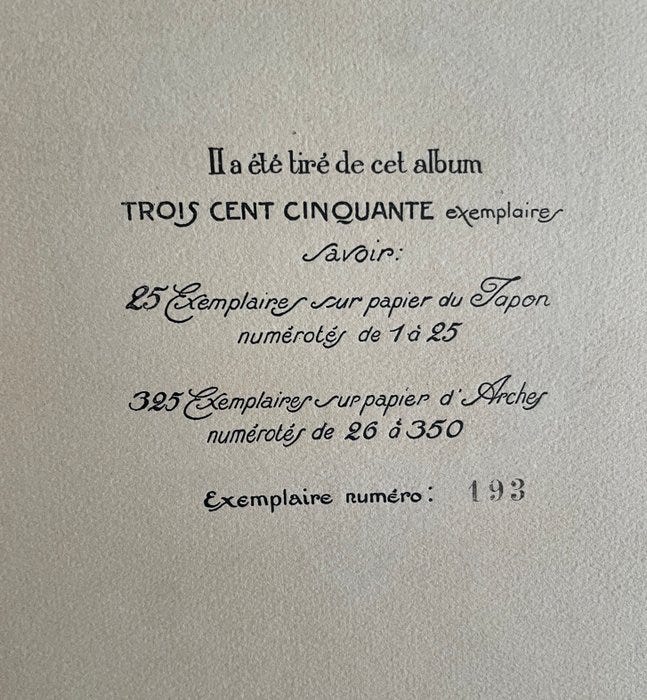 Il a été tiré de cet album
TROIS CENT CINQUANTE exemplaires
savoir:
25 Exemplaires sur papier du Japon
numérotés de 1 à 25
325 Exemplaires sur papier d'Arches
numérotés de 26 à 350
Exemplaire numéro: 193